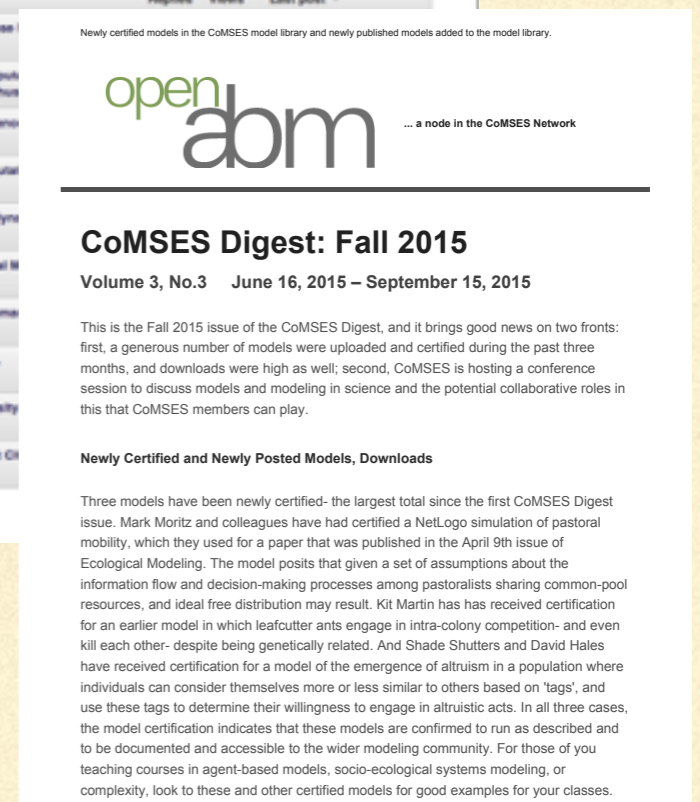 Replies Views Last post
Newly certified models in the CoMSES model library and newly published models added to the model library.
open
abm
... a node in the CoMSES Network
CoMSES Digest: Fall 2015
Volume 3, No.3 June 16, 2015 – September 15, 2015
This is the Fall 2015 issue of the CoMSES Digest, and it brings good news on two fronts:
first, a generous number of models were uploaded and certified during the past three
months, and downloads were high as well; second, CoMSES is hosting a conference
session to discuss models and modeling in science and the potential collaborative roles in
this that CoMSES members can play.
Newly Certified and Newly Posted Models, Downloads
Three models have been newly certified- the largest total since the first CoMSES Digest
issue. Mark Moritz and colleagues have had certified a NetLogo simulation of pastoral
mobility, which they used for a paper that was published in the April 9th issue of
Ecological Modeling. The model posits that given a set of assumptions about the
information flow and decision-making processes among pastoralists sharing common-pool
resources, and ideal free distribution may result. Kit Martin has has received certification
for an earlier model in which leafcutter ants engage in intra-colony competition- and even
kill each other- despite being genetically related. And Shade Shutters and David Hales
have received certification for a model of the emergence of altruism in a population where
individuals can consider themselves more or less similar to others based on 'tags', and
use these tags to determine their willingness to engage in altruistic acts. In all three cases,
the model certification indicates that these models are confirmed to run as described and
to be documented and accessible to the wider modeling community. For those of you
teaching courses in agent-based models, socio-ecological systems modeling, or
complexity, look to these and other certified models for good examples for your classes.